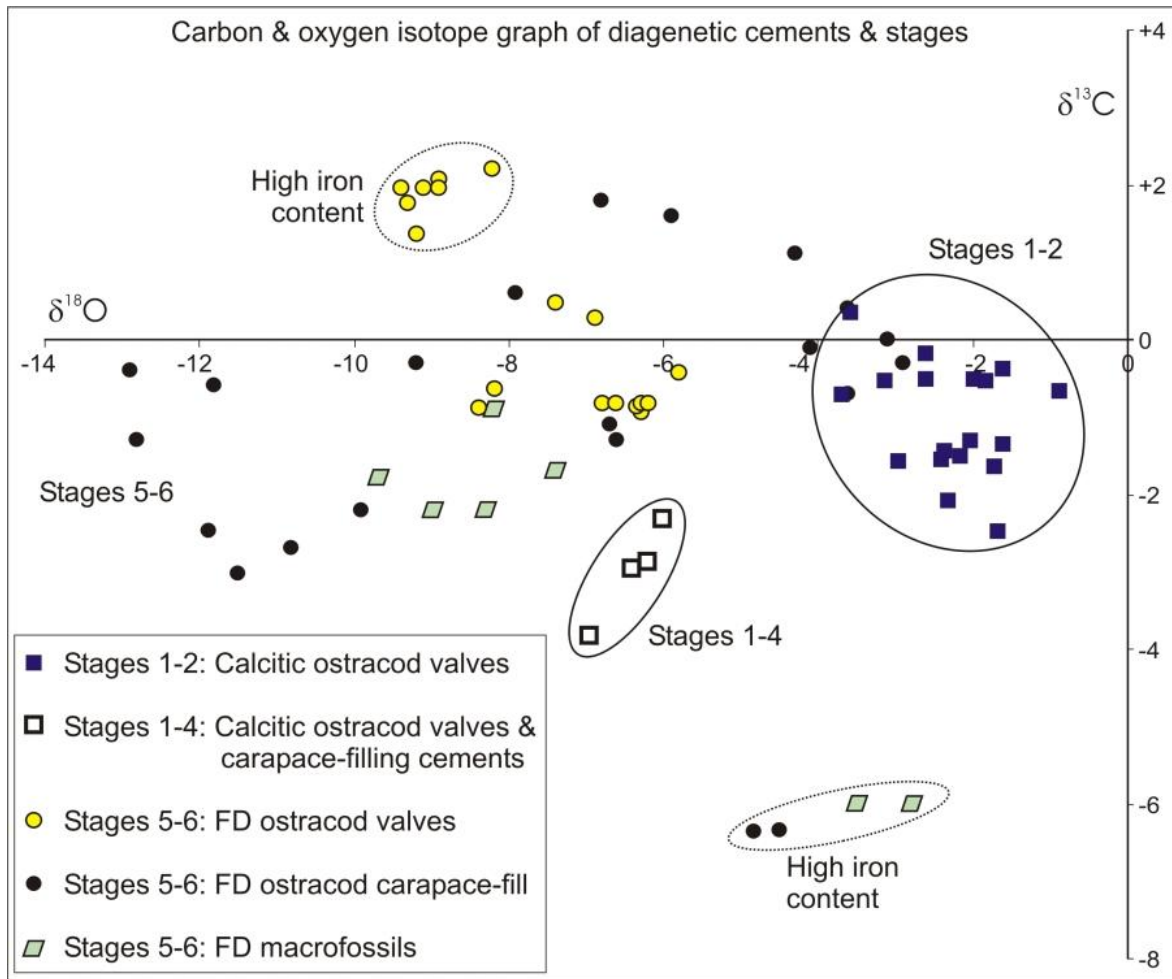 Carbon & oxygen isotope graph of diagenetic cements & stages
+4
δ13C
High iron
content
+2
Stages 1-2
δ18O
0
-14
-12
-10
-8
-6
-4
-2
0
Stages 5-6
-2
Stages 1-4
-4
-6
High iron
content
-8
Stages 1-2: Calcitic ostracod valves
Stages 1-4: Calcitic ostracod valves &
carapace-filling cements
Stages 5-6: FD ostracod valves
Stages 5-6: FD ostracod carapace-fill
Stages 5-6: FD macrofossils